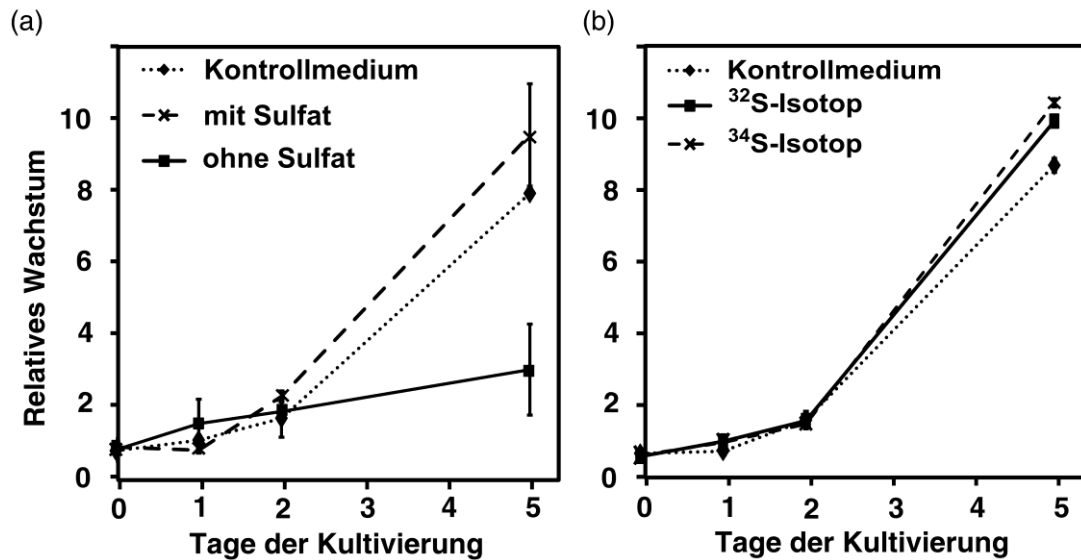 (a)
Kontrollmedium
mit Sulfat
ohne Sulfat
Relatives Wachstum
12
10
8
6
4
2
0
0 1 2 3 4 5
Tage der Kultivierung
(b)
Kontrollmedium
³²S-Isotop
³⁴S-Isotop
12
10
8
6
4
2
0
0 1 2 3 4 5
Tage der Kultivierung